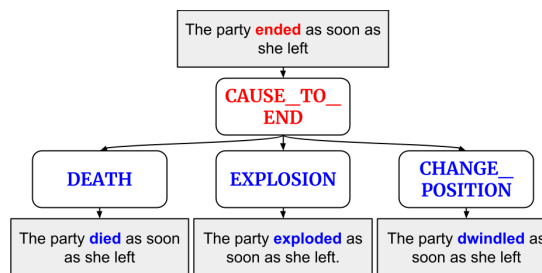 The party ended as soon as
she left
CAUSE_TO_
END
DEATH
EXPLOSION
CHANGE_
POSITION
The party died as soon
as she left
The party exploded as
soon as she left.
The party dwindled as
soon as she left